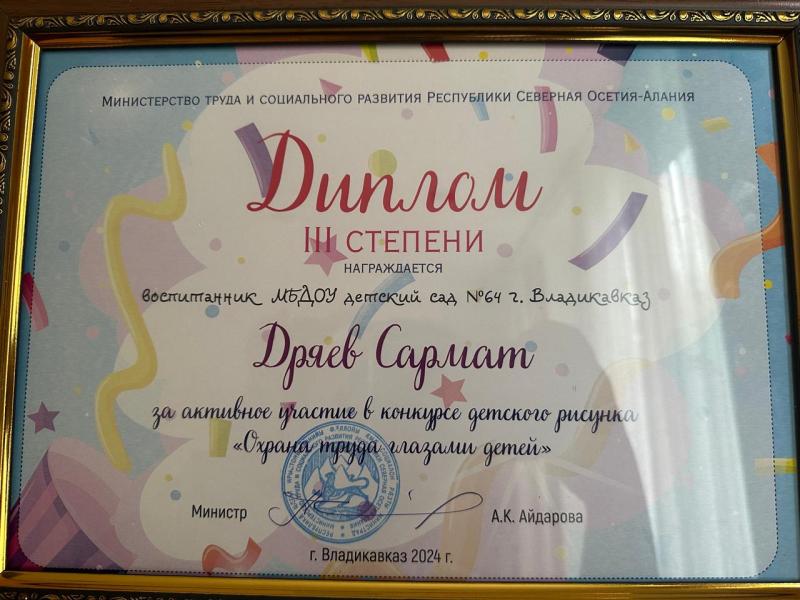 Министерство труда и социального развития Республики Северная Осетия-Алания
Диплом
III степени
награждается
воспитанник МБДОУ детский сад №64 г. Владикавказ
Дряев Сармат
за активное участие в конкурсе детского рисунка
«Охрана труда глазами детей»
Министр А.К. Айдарова
г. Владикавказ 2024 г.